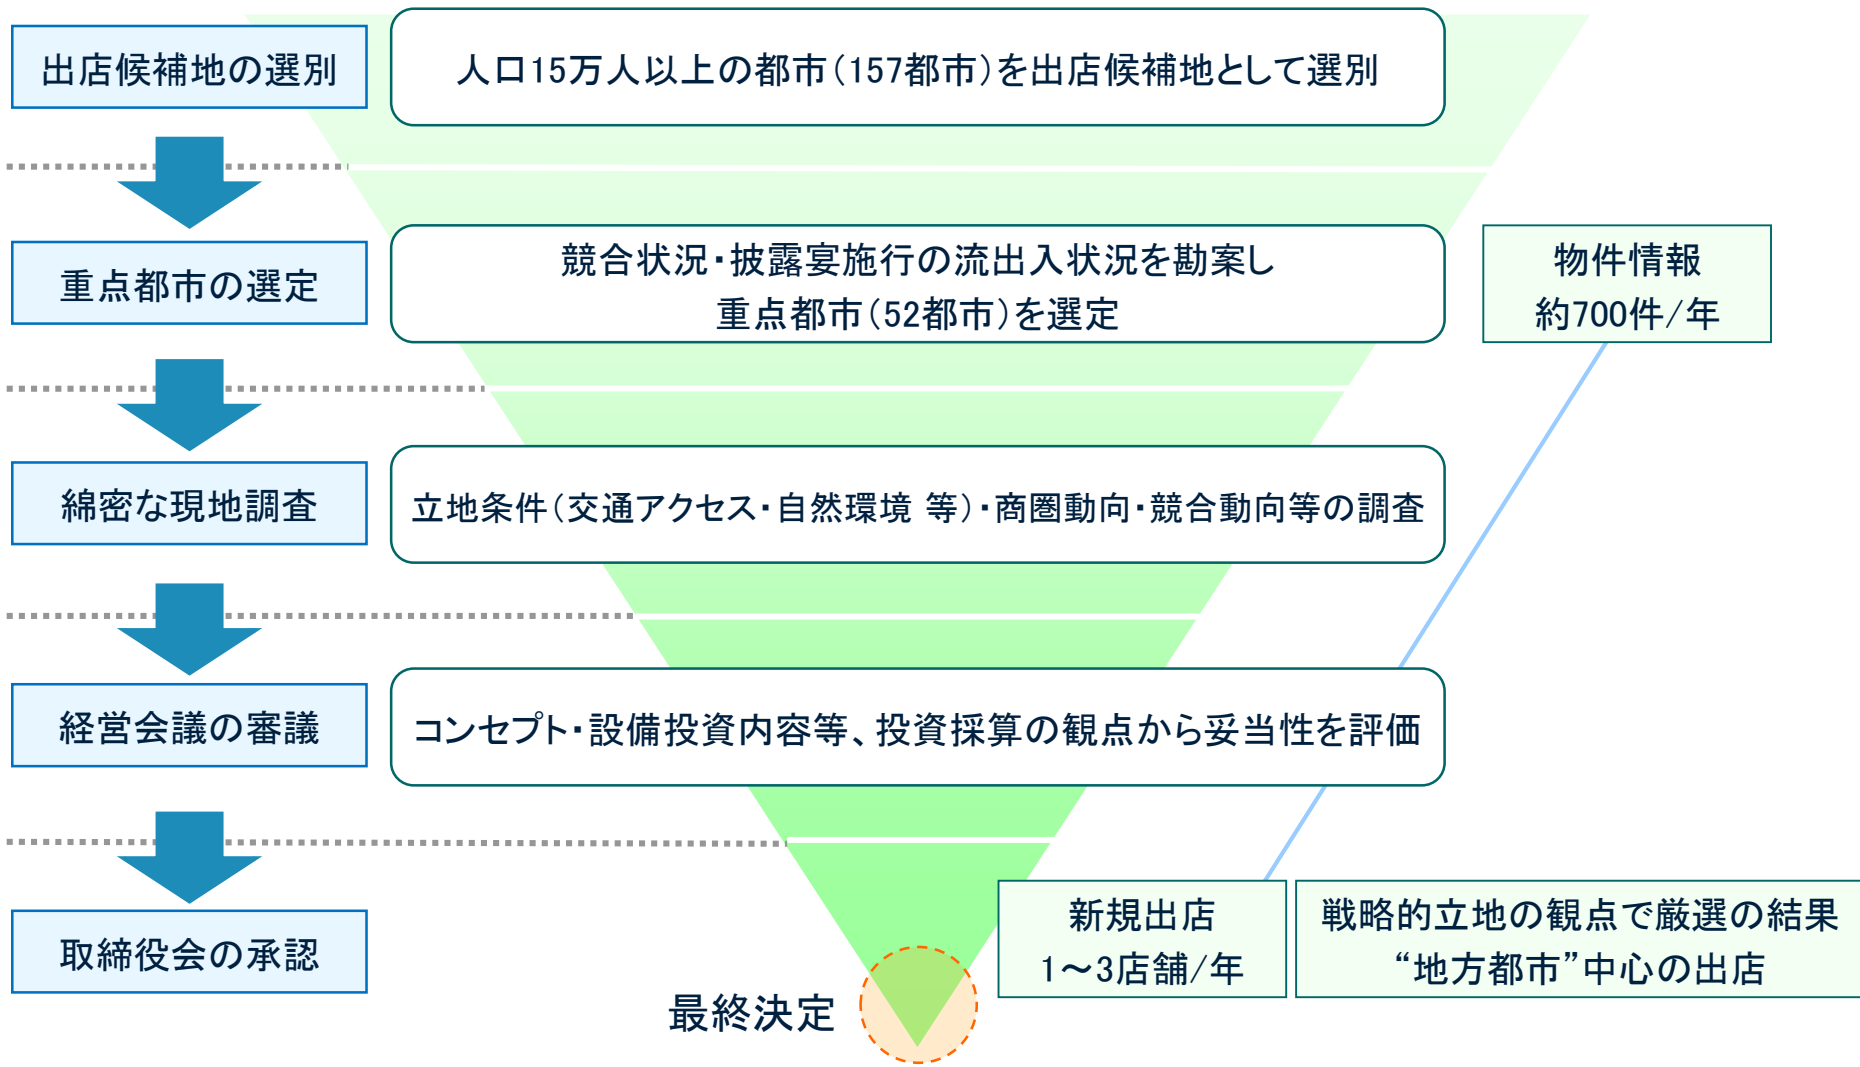 出店候補地の選別
人口15万人以上の都市(157都市)を出店候補地として選別
重点都市の選定
競合状況・披露宴施行の流出入状況を勘案し
重点都市(52都市)を選定
物件情報
約700件/年
綿密な現地調査
立地条件(交通アクセス・自然環境 等)・商圏動向・競合動向等の調査
経営会議の審議
コンセプト・設備投資内容等、投資採算の観点から妥当性を評価
取締役会の承認
新規出店
1～3店舗/年
戦略的立地の観点で厳選の結果
“地方都市”中心の出店
最終決定